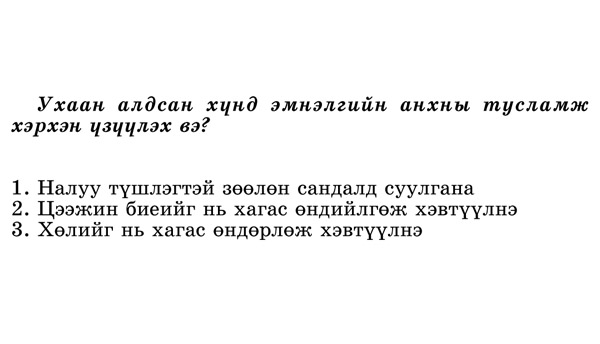 Ухаан алдсан хүнд эмнэлгийн анхны тусламж
хэрхэн үзүүлэх вэ?
1. Налуу түшлэгтэй зөөлөн сандалд суулгана
2. Цээжин биеийг нь хагас өндийлгөж хэвтүүлнэ
3. Хөлийг нь хагас өндөрлөж хэвтүүлнэ